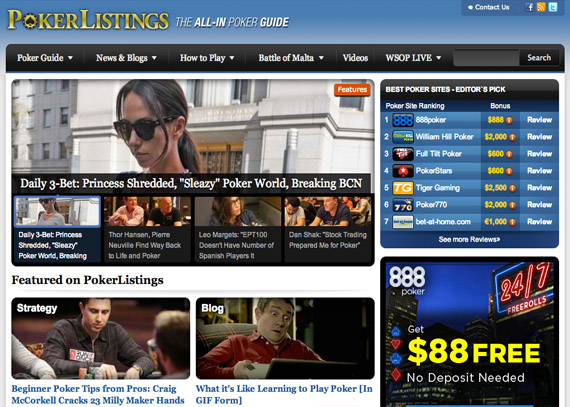 Contact Us
POKERLISTINGS THE ALL-IN POKER GUIDE
Poker Guide News & Blogs How to Play Battle of Malta Videos WSOP LIVE Search
Features
Daily 3-Bet: Princess Shredded, "Sleazy" Poker World, Breaking BCN
Daily 3-Bet: Princess
Shredded, "Sleazy"
Poker World, Breaking
Thor Hansen, Pierre
Neuville Find Way Back
to Life and Poker
Leo Margets: "EPT100
Doesn't Have Number of
Spanish Players It
Dan Shak: "Stock Trading
Prepared Me for Poker"
BEST POKER SITES - EDITOR'S PICK
Poker Site Ranking Bonus
1 888 888poker $888 Review
2 William Hill Poker $2,000 Review
3 Full Tilt Poker $600 Review
4 PokerStars $600 Review
5 TG Tiger Gaming $2,500 Review
6 770 Poker770 $2,000 Review
7 bet-at-home.com €1,000 Review
See more Reviews»
Featured on PokerListings
Strategy
Beginner Poker Tips from Pros: Craig
McCorkell Cracks 23 Milly Maker Hands
Blog
What it's Like Learning to Play Poker [In
GIF Form]
888
poker
24/7
FREEROLLS
Get
$88 FREE
No Deposit Needed